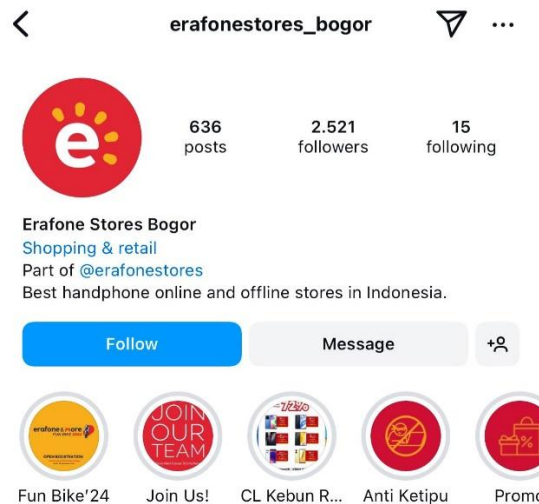 erafonestores_bogor
e
636
posts
2.521
followers
15
following
Erafone Stores Bogor
Shopping & retail
Part of @erafonestores
Best handphone online and offline stores in Indonesia.
Follow
Message
erafone & more
JOIN
OUR
TEAM
Fun Bike'24
Join Us!
CL Kebun R...
Anti Ketipu
Promo